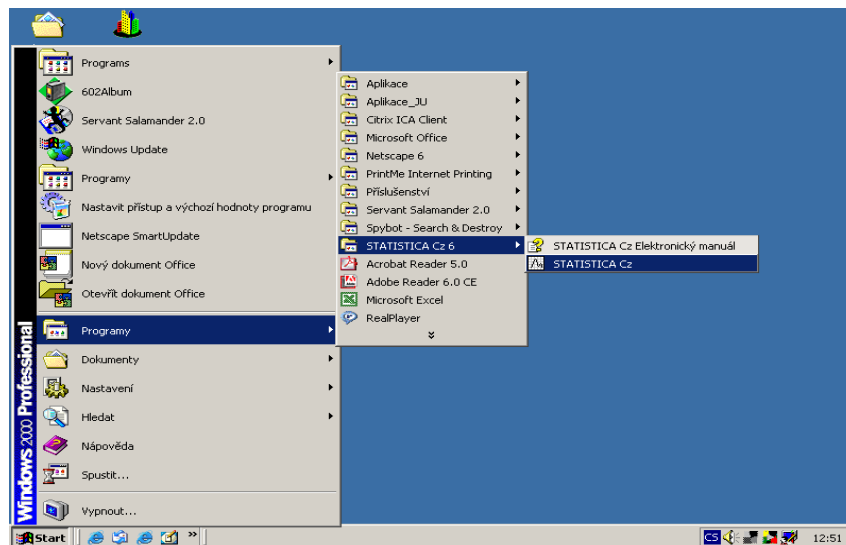 Programs
602Album
Servant Salamander 2.0
Windows Update
Programy
Nastavit přístup a výchozí hodnoty programu
Netscape SmartUpdate
Nový dokument Office
Otevřít dokument Office
Programy
Dokumenty
Nastavení
Hledat
Nápověda
Spustit...
Vypnout...
Windows 2000 Professional
Aplikace
Aplikace_JU
Citrix ICA Client
Microsoft Office
Netscape 6
PrintMe Internet Printing
Příslušenství
Servant Salamander 2.0
Spybot - Search & Destroy
STATISTICA Cz 6
Acrobat Reader 5.0
Adobe Reader 6.0 CE
Microsoft Excel
RealPlayer
STATISTICA Cz Elektronický manuál
STATISTICA Cz
Start
CS
12:51